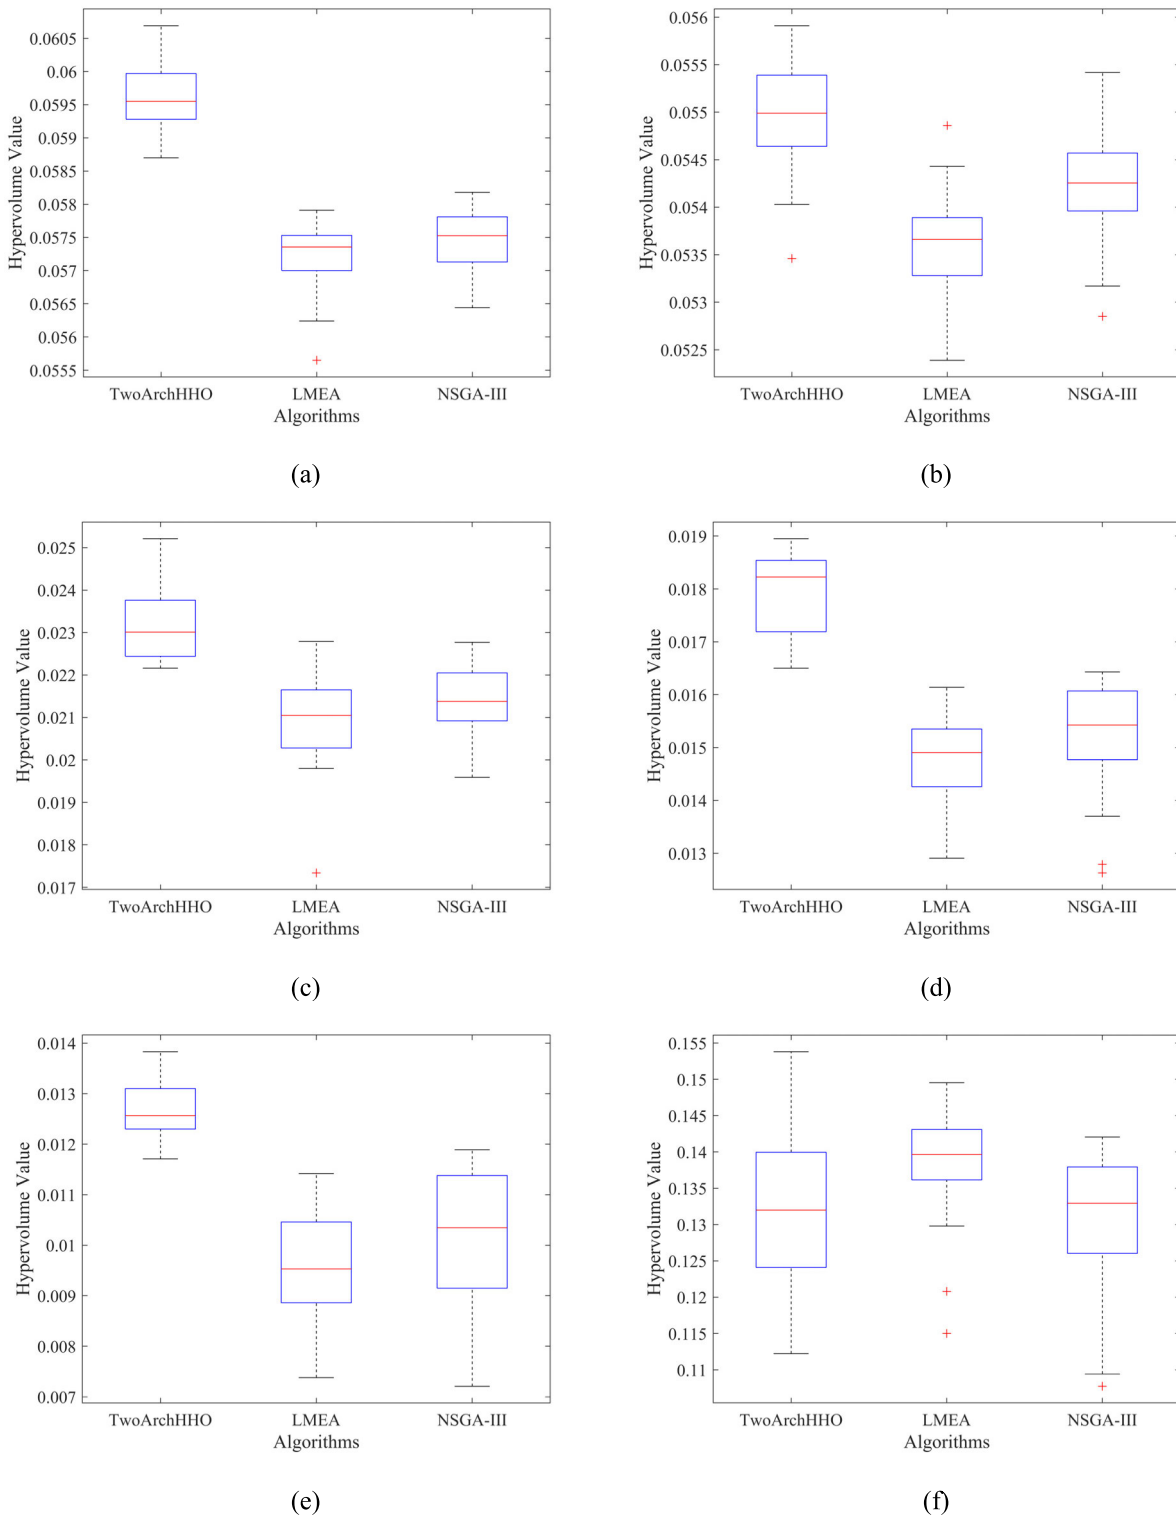 Hypervolume Value
0.0605
0.06
0.0595
0.059
0.0585
0.058
0.0575
0.057
0.0565
0.056
0.0555
TwoArchHHO LMEA NSGA-III
Algorithms
(a)
Hypervolume Value
0.056
0.0555
0.055
0.0545
0.054
0.0535
0.053
0.0525
TwoArchHHO LMEA NSGA-III
Algorithms
(b)
Hypervolume Value
0.025
0.024
0.023
0.022
0.021
0.02
0.019
0.018
0.017
TwoArchHHO LMEA NSGA-III
Algorithms
(c)
Hypervolume Value
0.019
0.018
0.017
0.016
0.015
0.014
0.013
TwoArchHHO LMEA NSGA-III
Algorithms
(d)
Hypervolume Value
0.014
0.013
0.012
0.011
0.01
0.009
0.008
0.007
TwoArchHHO LMEA NSGA-III
Algorithms
(e)
Hypervolume Value
0.155
0.15
0.145
0.14
0.135
0.13
0.125
0.12
0.115
0.11
TwoArchHHO LMEA NSGA-III
Algorithms
(f)